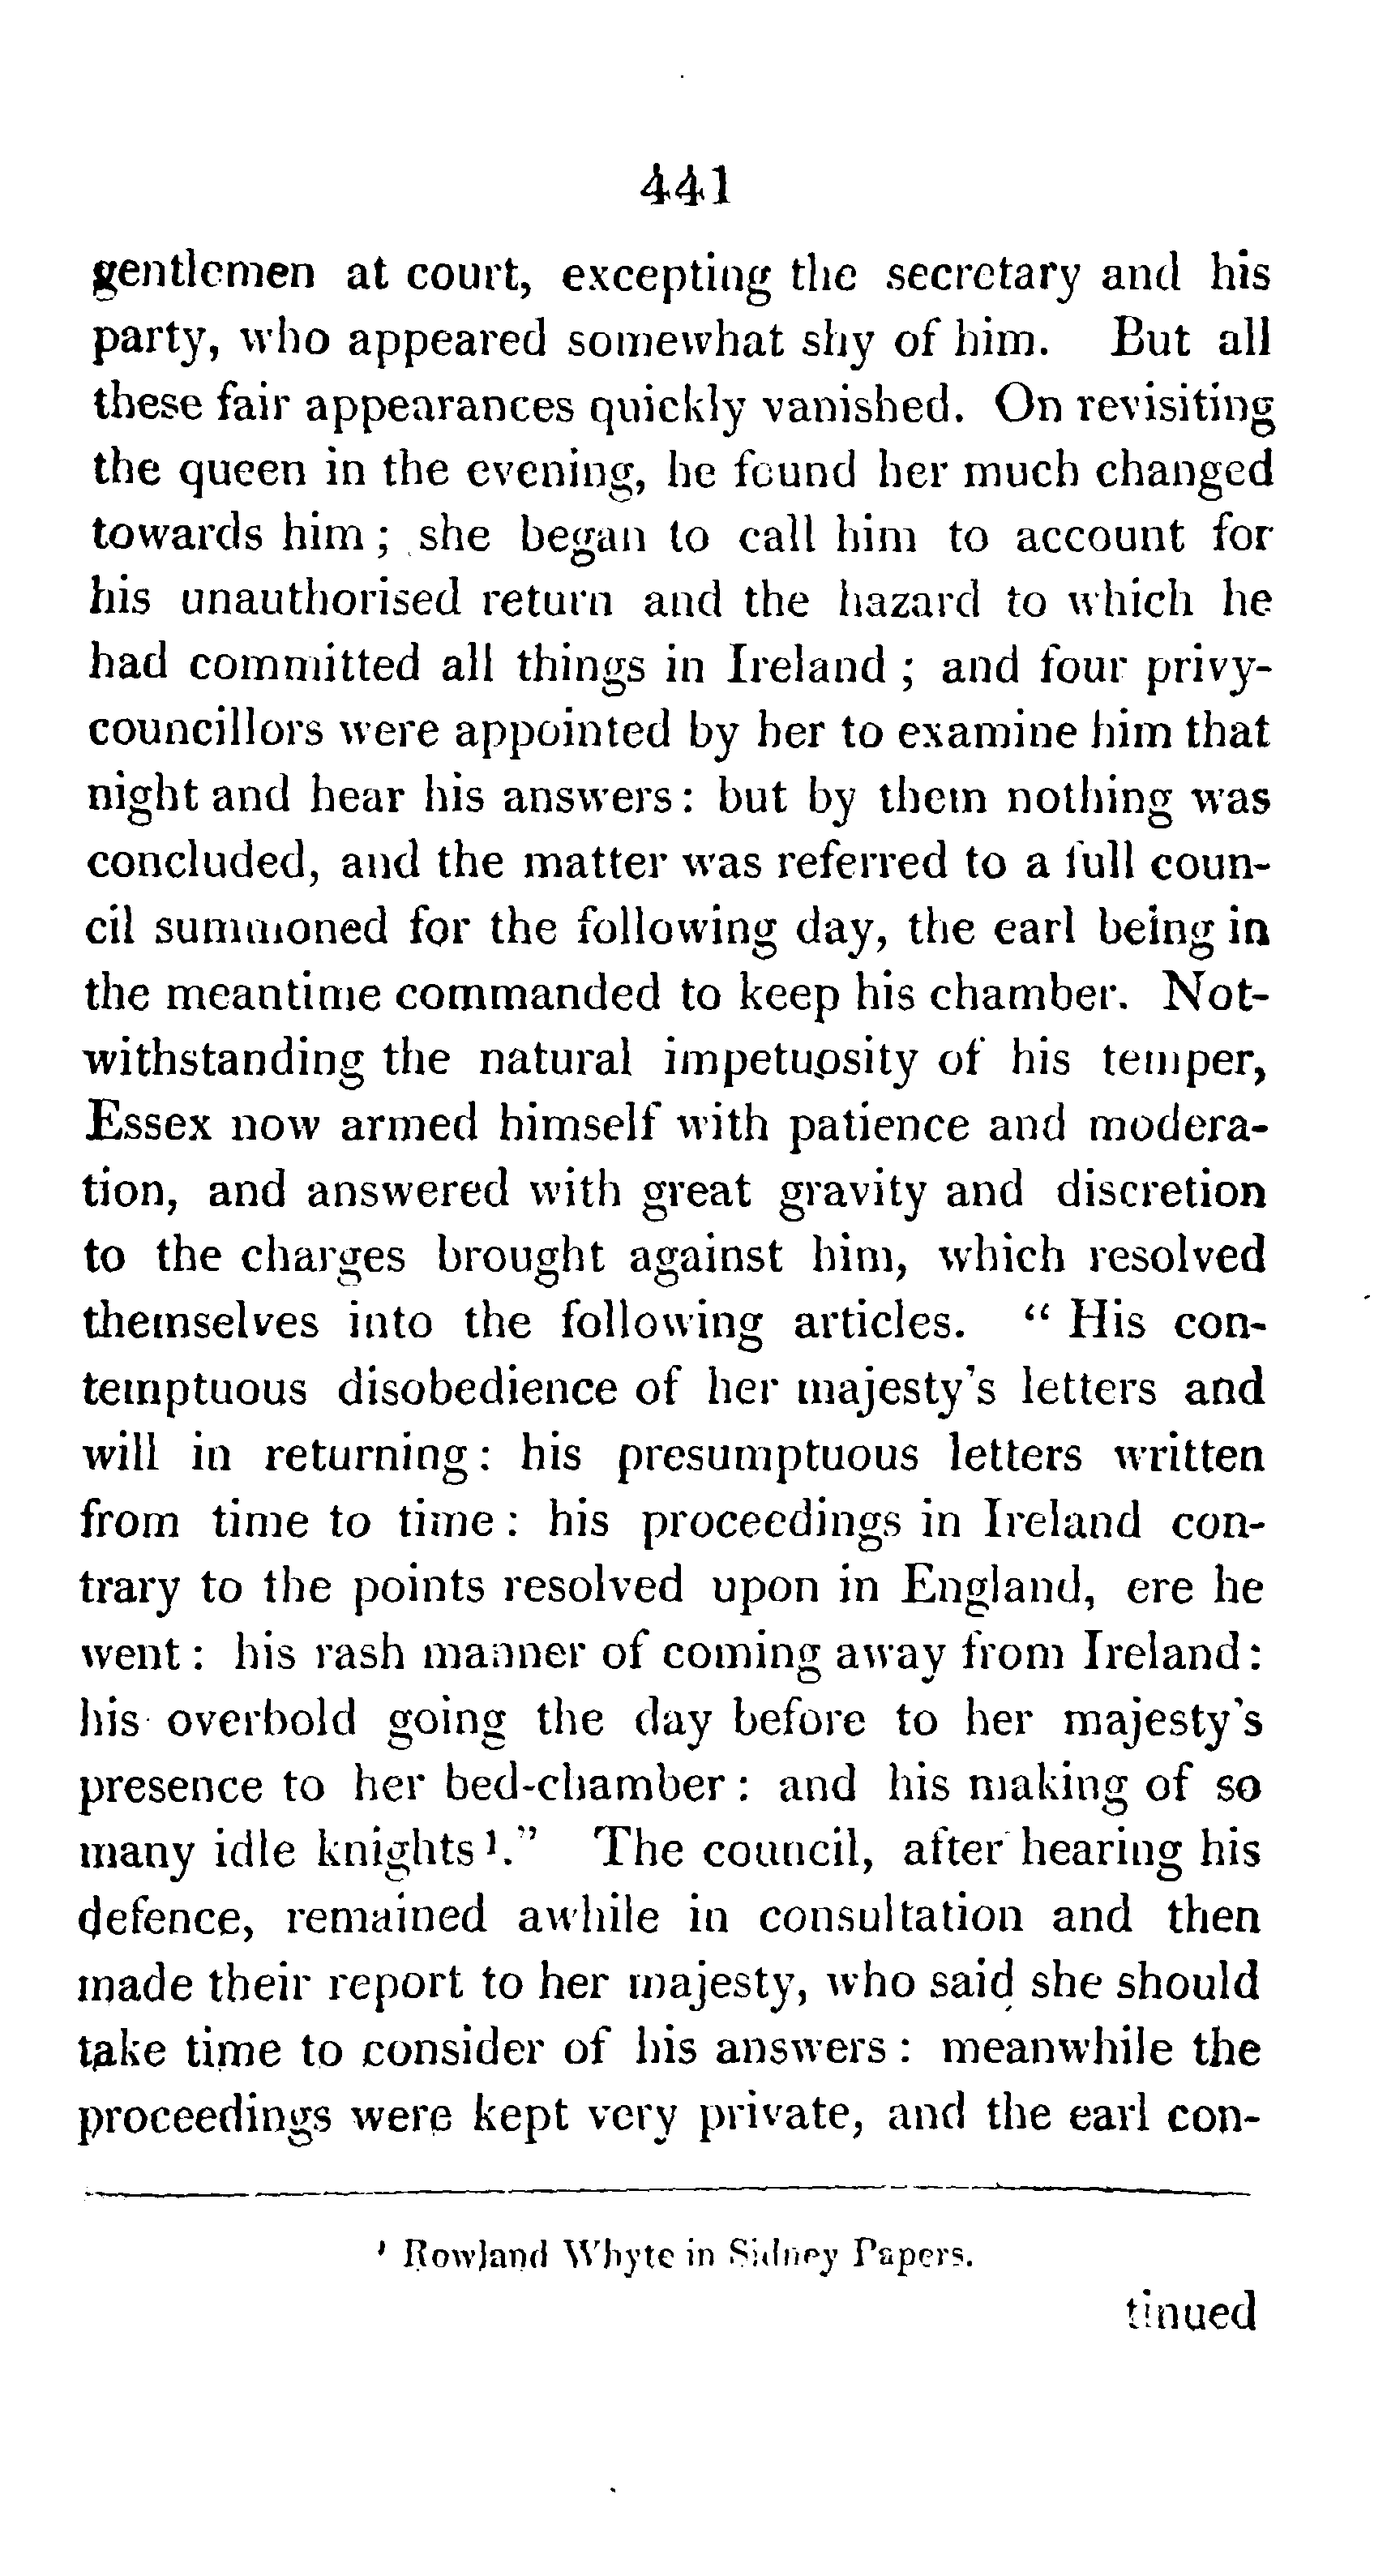 441
gentlemen at court, excepting the secretary and his
party, who appeared somewhat shy of him. But all
these fair appearances quickly vanished. On revisiting
the queen in the evening, he found her much changed
towards him ; she began to call him to account for
his unauthorised return and the hazard to which he
had committed all things in Ireland ; and four privy-
councillors were appointed by her to examine him that
night and hear his answers : but by them nothing was
concluded, and the matter was referred to a full coun-
cil summoned for the following day, the earl being in
the meantime commanded to keep his chamber. Not-
withstanding the natural impetuosity of his temper,
Essex now armed himself with patience and modera-
tion, and answered with great gravity and discretion
to the charges brought against him, which resolved
themselves into the following articles. “ His con-
temptuous disobedience of her majesty's letters and
will in returning : his presumptuous letters written
from time to time : his proceedings in Ireland con-
trary to the points resolved upon in England, ere he
went : his rash manner of coming away from Ireland :
his overbold going the day before to her majesty's
presence to her bed-chamber : and his making of so
many idle knights ¹.” The council, after hearing his
defence, remained awhile in consultation and then
made their report to her majesty, who said she should
take time to consider of his answers : meanwhile the
proceedings were kept very private, and the earl con-
¹ Rowland Whyte in Sidney Papers.
tinued